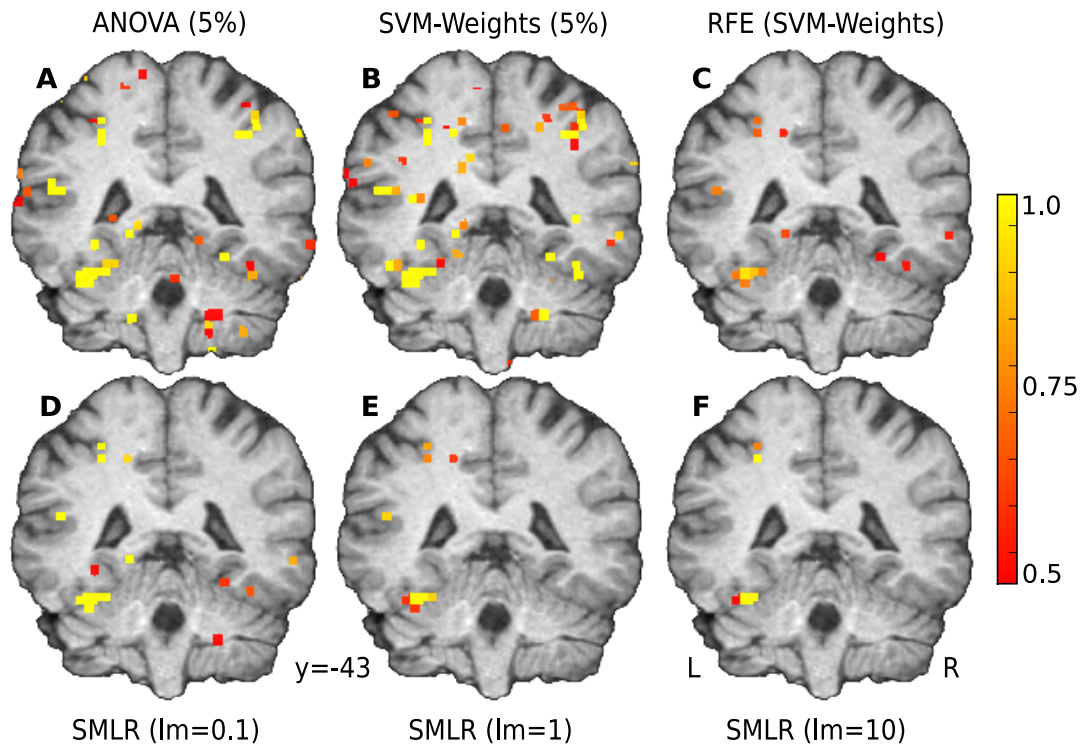 ANOVA (5%)
SVM-Weights (5%)
RFE (SVM-Weights)
A
B
C
1.0
0.75
0.5
D
E
F
y=-43
L
R
SMLR (lm=0.1)
SMLR (lm=1)
SMLR (lm=10)